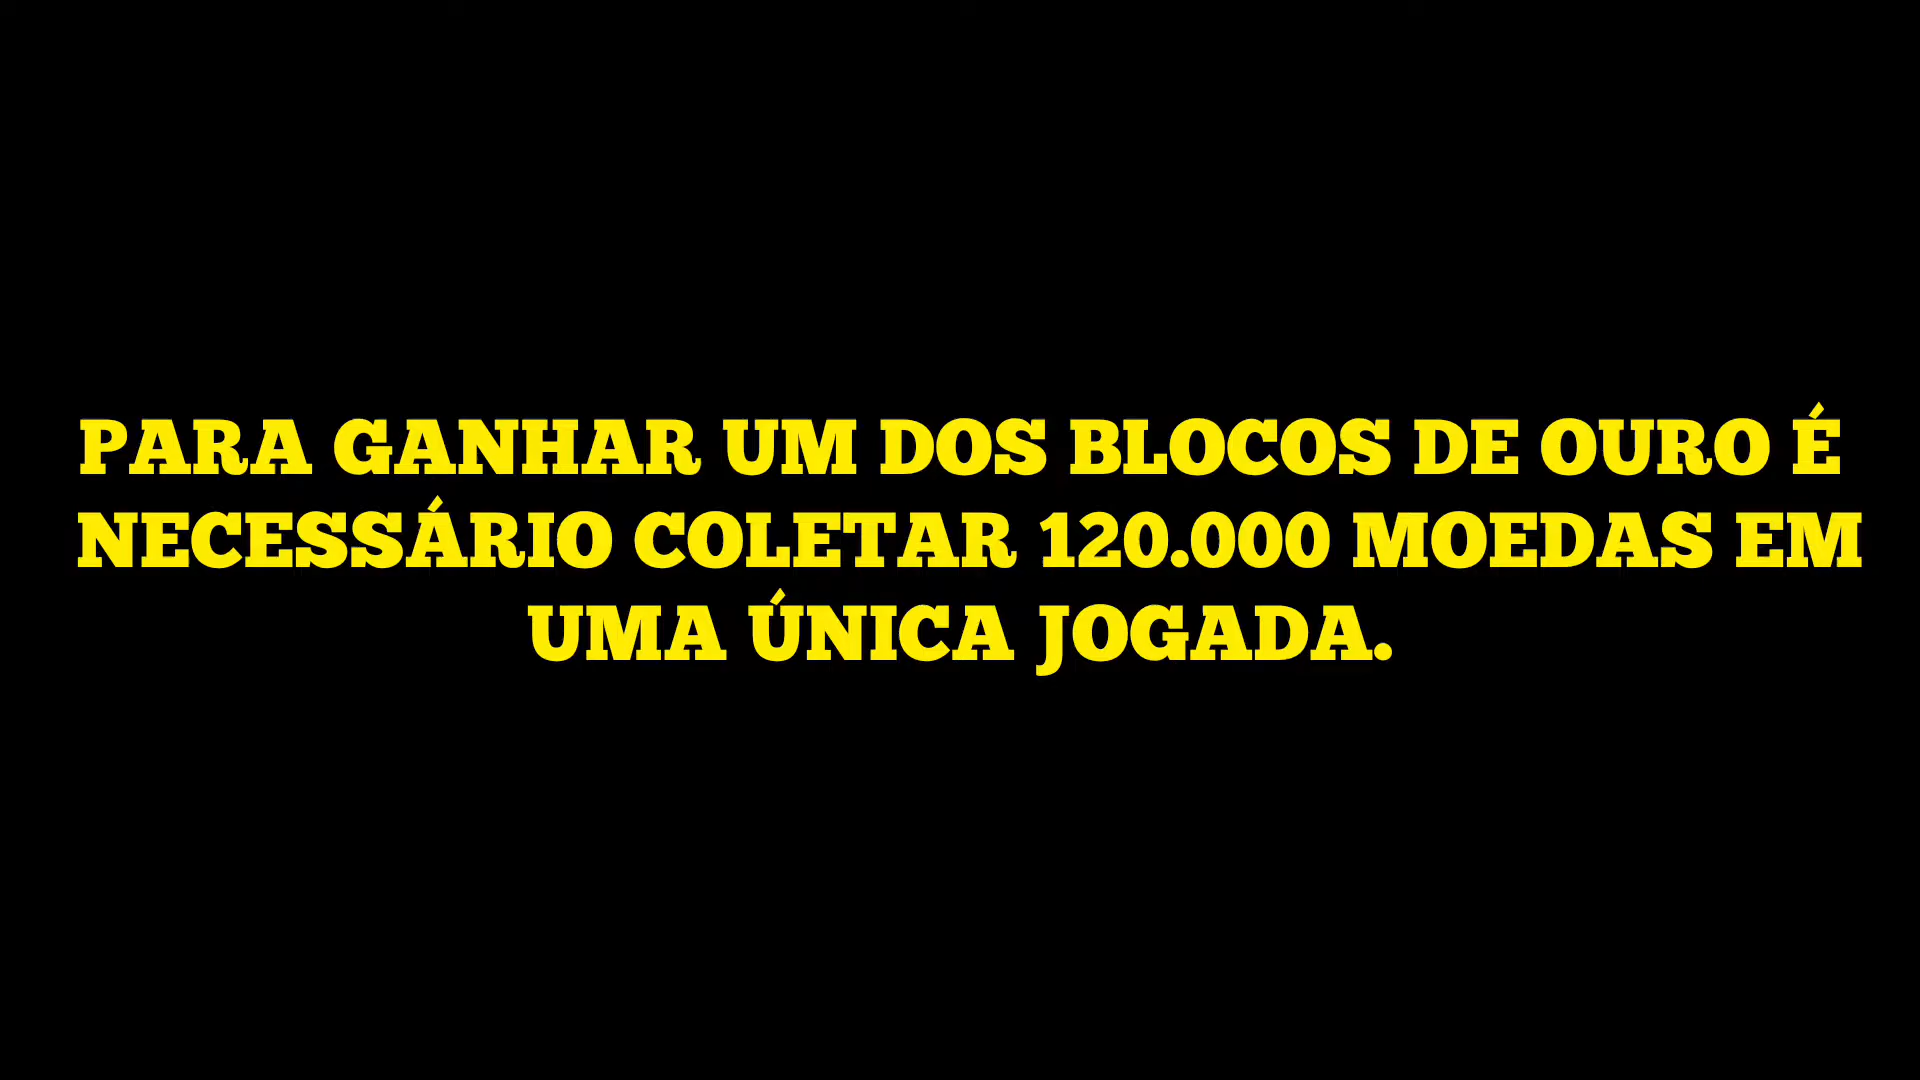 PARA GANHAR UM DOS BLOCOS DE OURO É
NECESSÁRIO COLETAR 120.000 MOEDAS EM
UMA ÚNICA JOGADA.